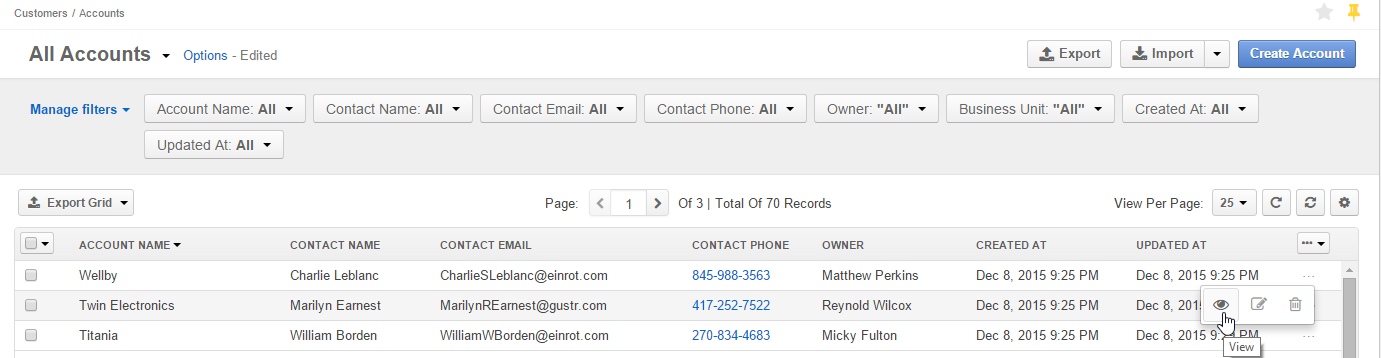 Customers / Accounts
All Accounts Options - Edited Export Import Create Account
Manage filters Account Name: All Contact Name: All Contact Email: All Contact Phone: All Owner: "All" Business Unit: "All" Created At: All
Updated At: All
Export Grid Page: 1 Of 3 | Total Of 70 Records View Per Page: 25
ACCOUNT NAME CONTACT NAME CONTACT EMAIL CONTACT PHONE OWNER CREATED AT UPDATED AT
Wellby Charlie Leblanc CharlieSLeblanc@einrot.com 845-988-3563 Matthew Perkins Dec 8, 2015 9:25 PM Dec 8, 2015 9:25 PM ...
Twin Electronics Marilyn Earnest MarilynREarnest@gustr.com 417-252-7522 Reynold Wilcox Dec 8, 2015 9:25 PM Dec 8, 201
Titania William Borden WilliamWBorden@einrot.com 270-834-4683 Micky Fulton Dec 8, 2015 9:25 PM Dec 8, 2015 9:25 PM ...
View